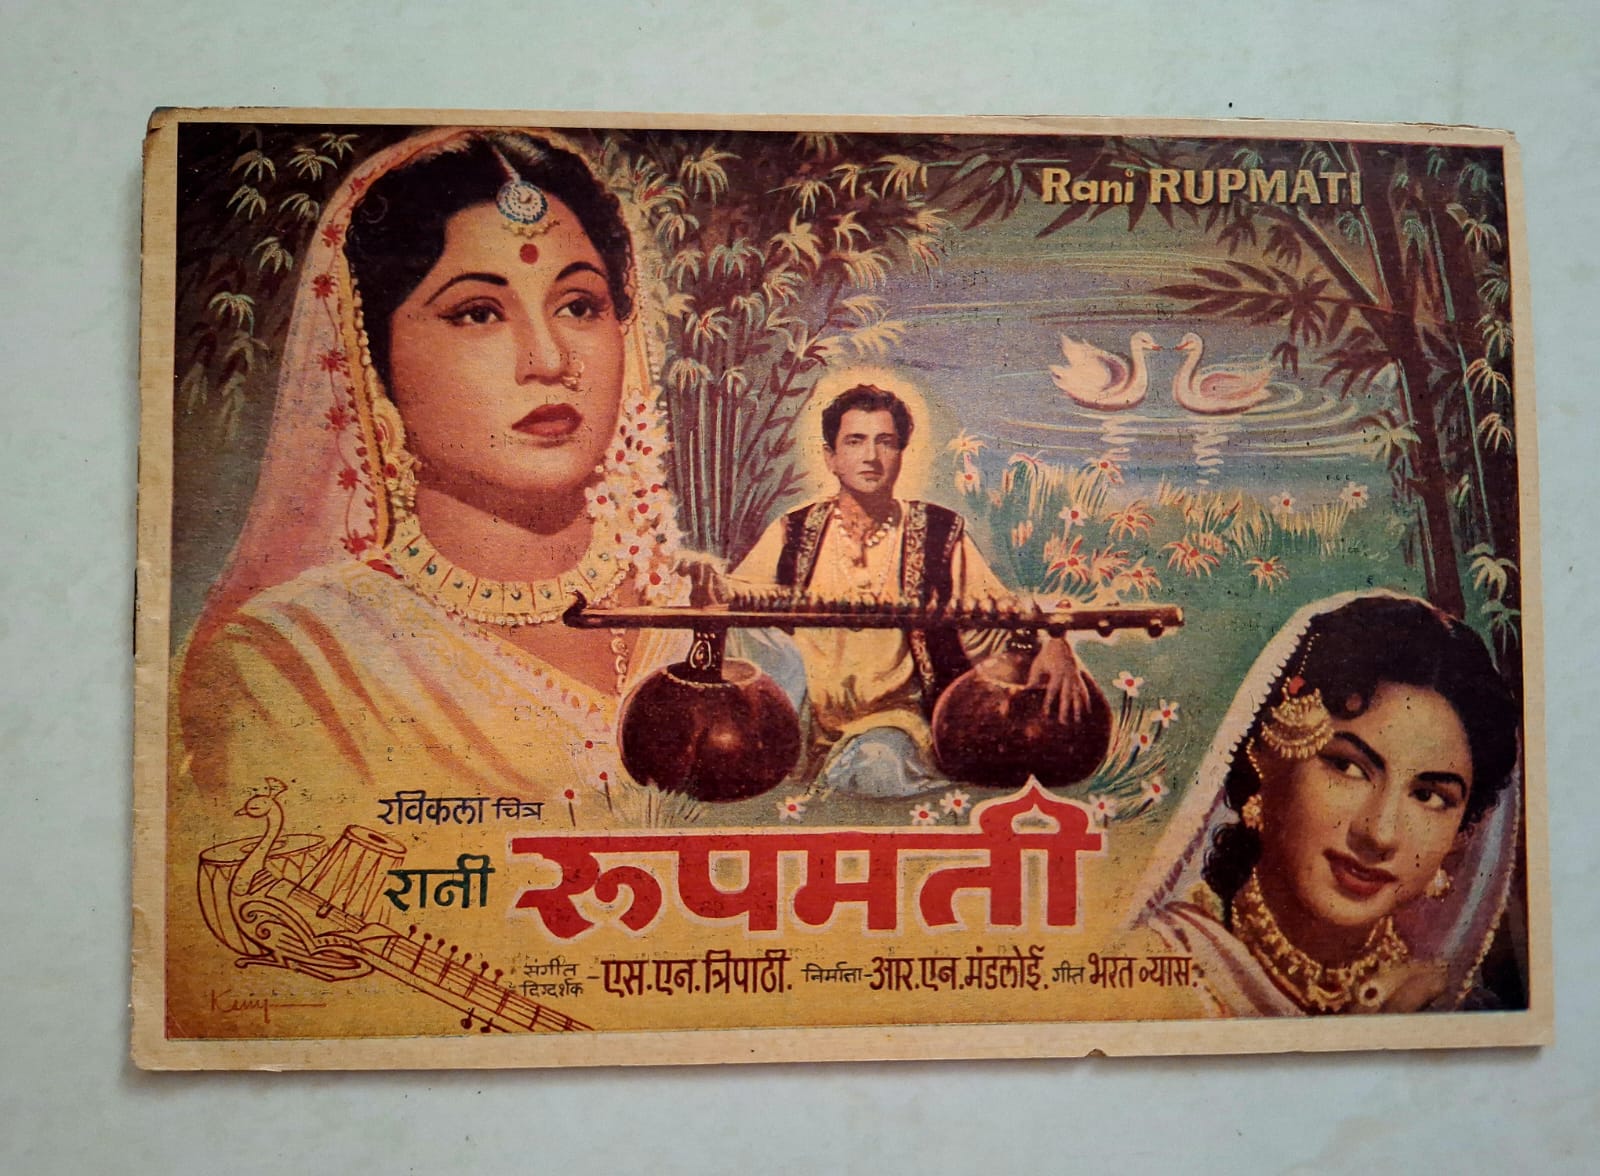 Rani RUPMATI
रविकला चित्र
रानी रूपमती
संगीत दिग्दर्शक - एस.एन. त्रिपाठी. निर्माता - आर.एन. मंडलोई. गीत भरत व्यास.